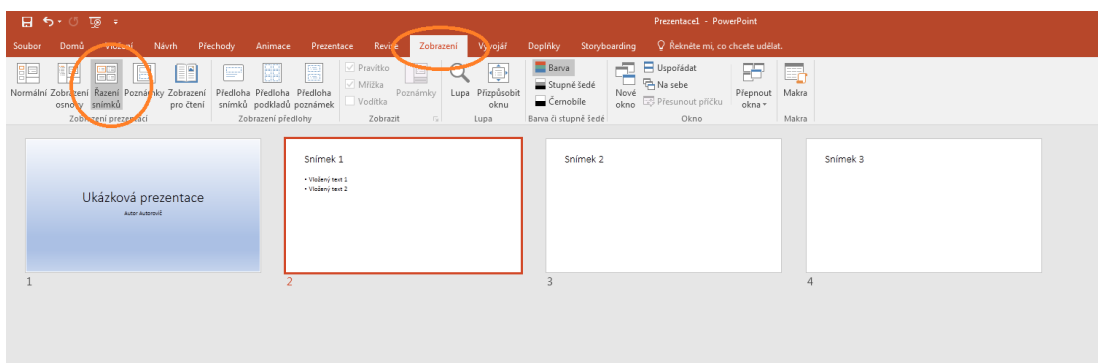 Prezentace1 - PowerPoint
Soubor Domů Vložení Návrh Přechody Animace Prezentace Revize Zobrazení Vývojář Doplňky Storyboarding Řekněte mi, co chcete udělat.
Normální Zobrazení osnovy Řazení snímků Poznámky Zobrazení pro čtení
Zobrazení prezentací
Předloha snímků Předloha podkladů Předloha poznámek
Zobrazení předlohy
Pravítko
Mřížka
Vodítka
Poznámky
Zobrazit
Lupa Přizpůsobit oknu
Lupa
Barva
Stupně šedé
Černobíle
Barva či stupně šedé
Nové okno
Uspořádat
Na sebe
Přesunout příčku
Přepnout okna
Okno
Makra
Makra
Ukázková prezentace
Autor Autorovič
1
Snímek 1
• Vložený text 1
• Vložený text 2
2
Snímek 2
3
Snímek 3
4